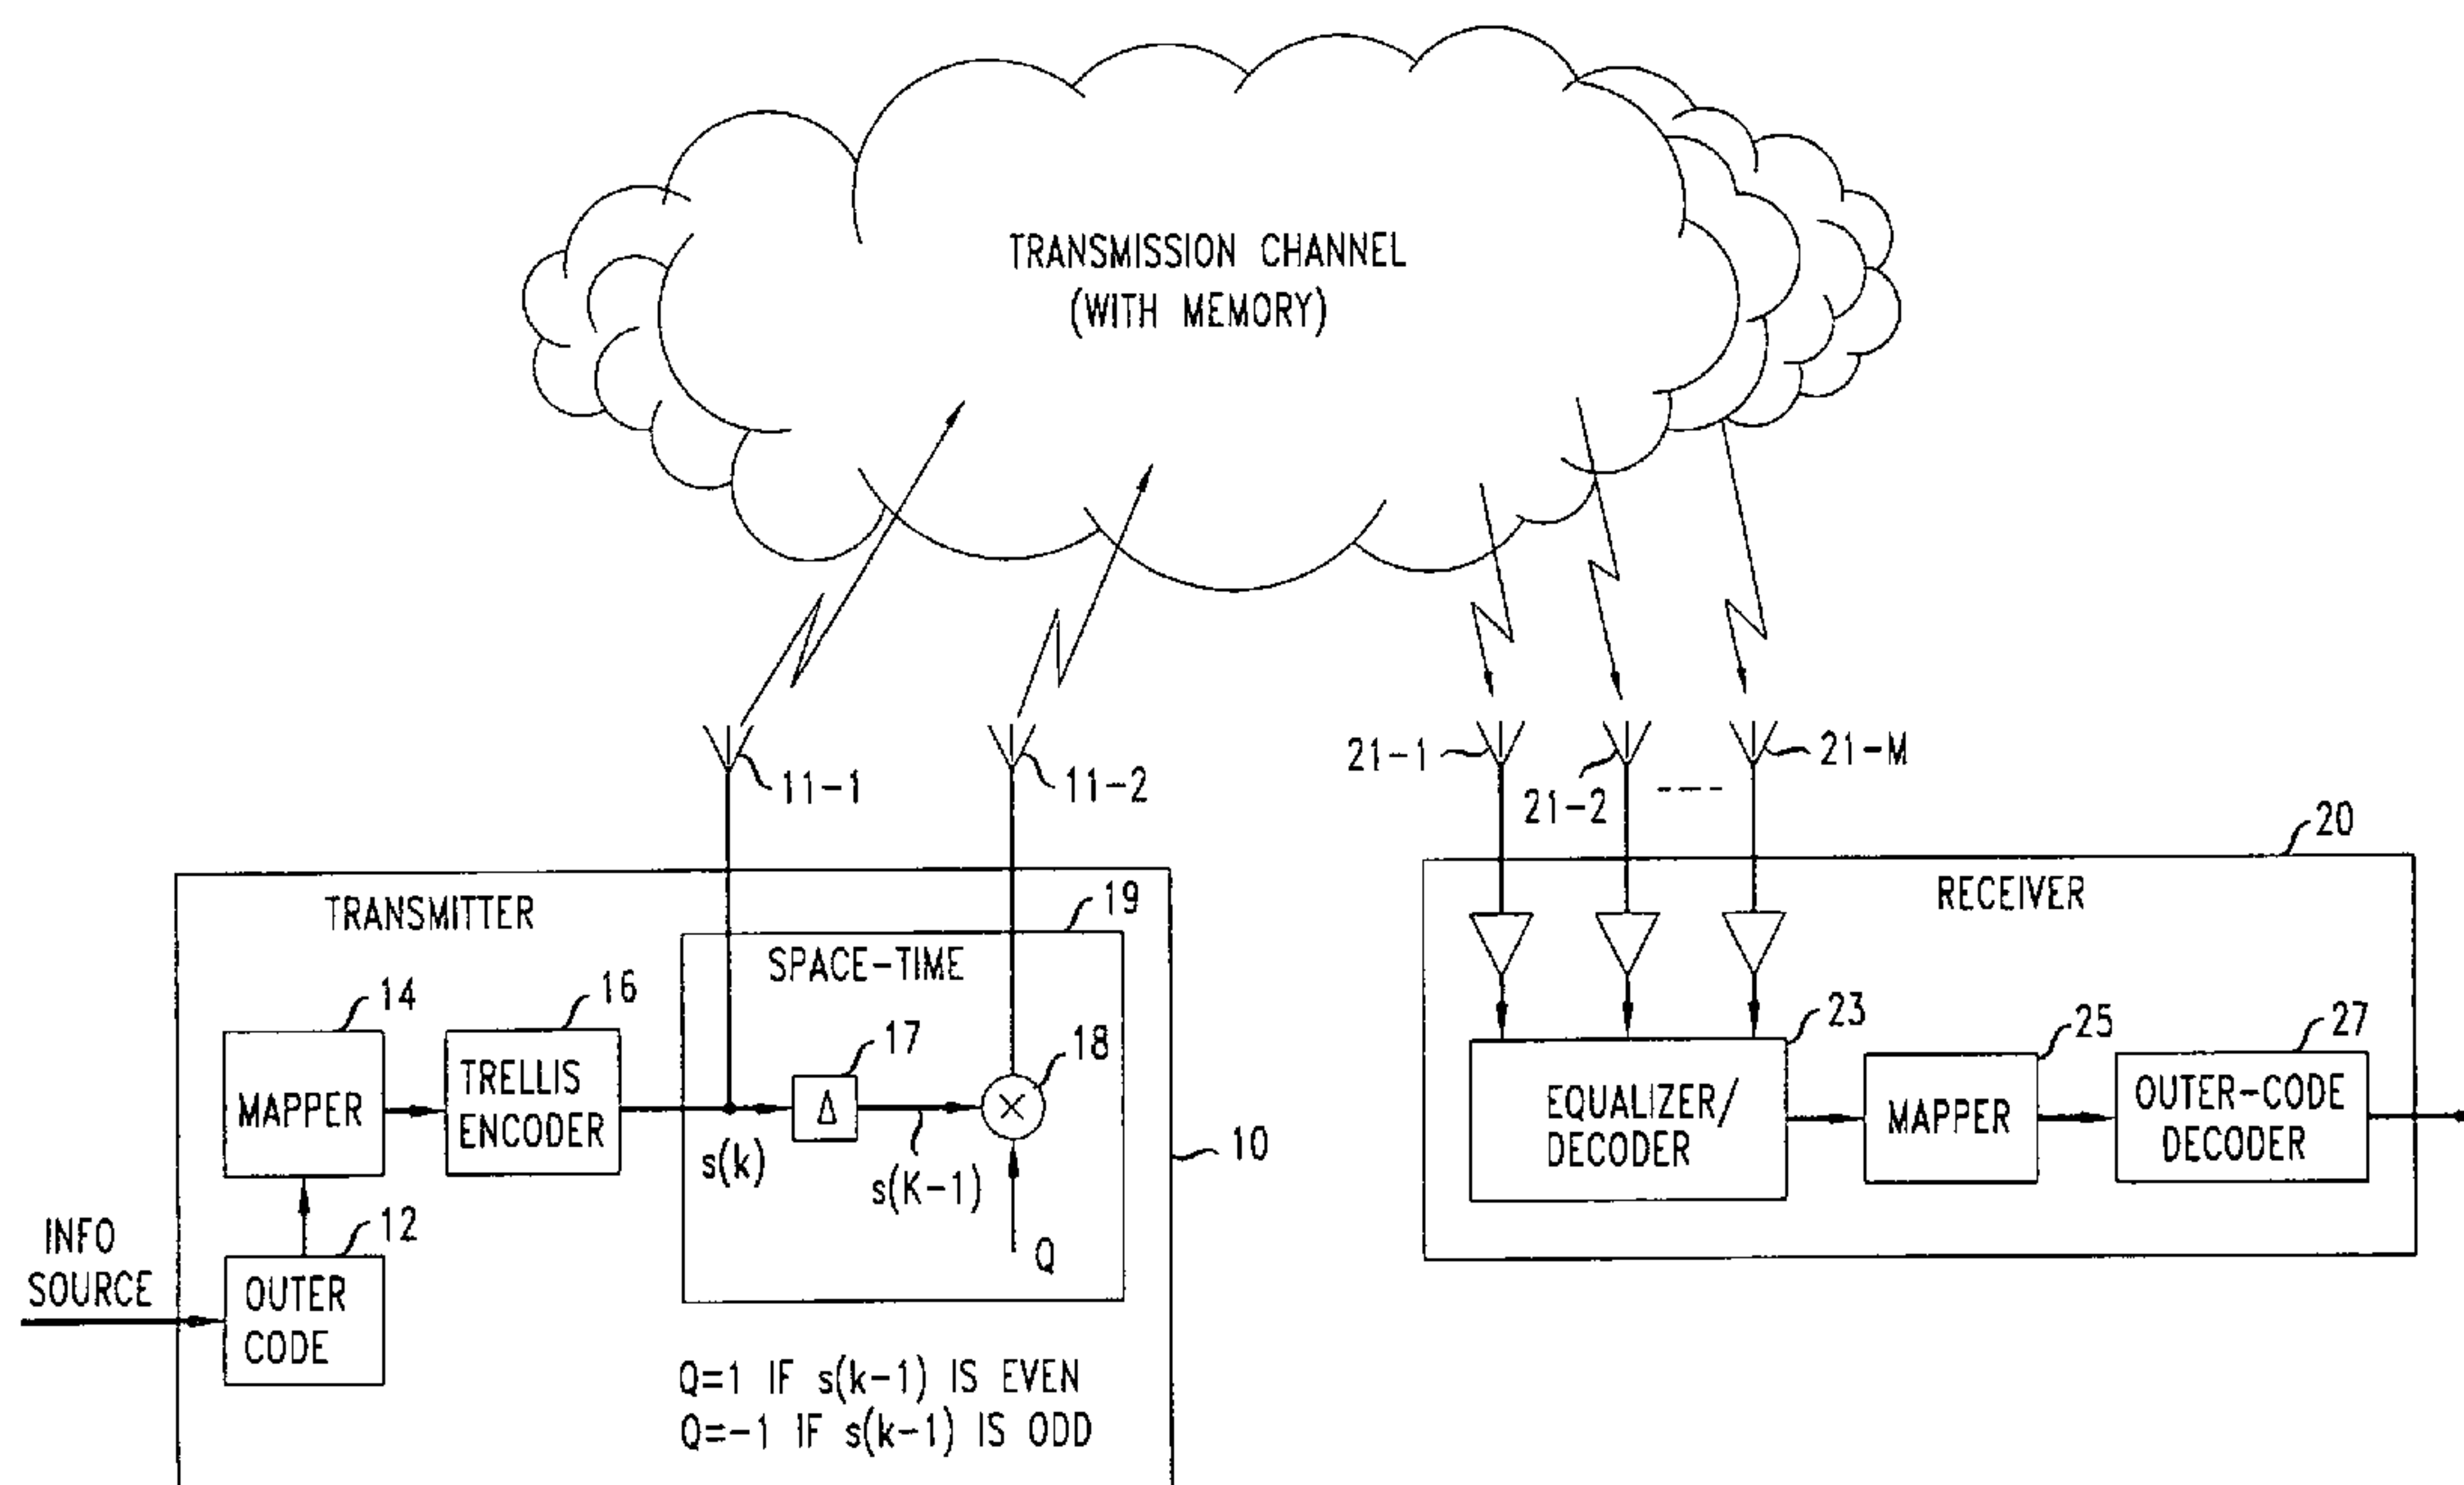 TRANSMISSION CHANNEL
(WITH MEMORY)
11-1
11-2
21-1
21-2
----
21-M
20
TRANSMITTER
RECEIVER
19
SPACE-TIME
14
16
17
18
23
25
27
MAPPER
TRELLIS
ENCODER
Δ
×
s(k)
s(K-1)
Q
10
EQUALIZER/
DECODER
MAPPER
OUTER-CODE
DECODER
INFO
SOURCE
12
OUTER
CODE
Q=1 IF s(k-1) IS EVEN
Q=-1 IF s(k-1) IS ODD